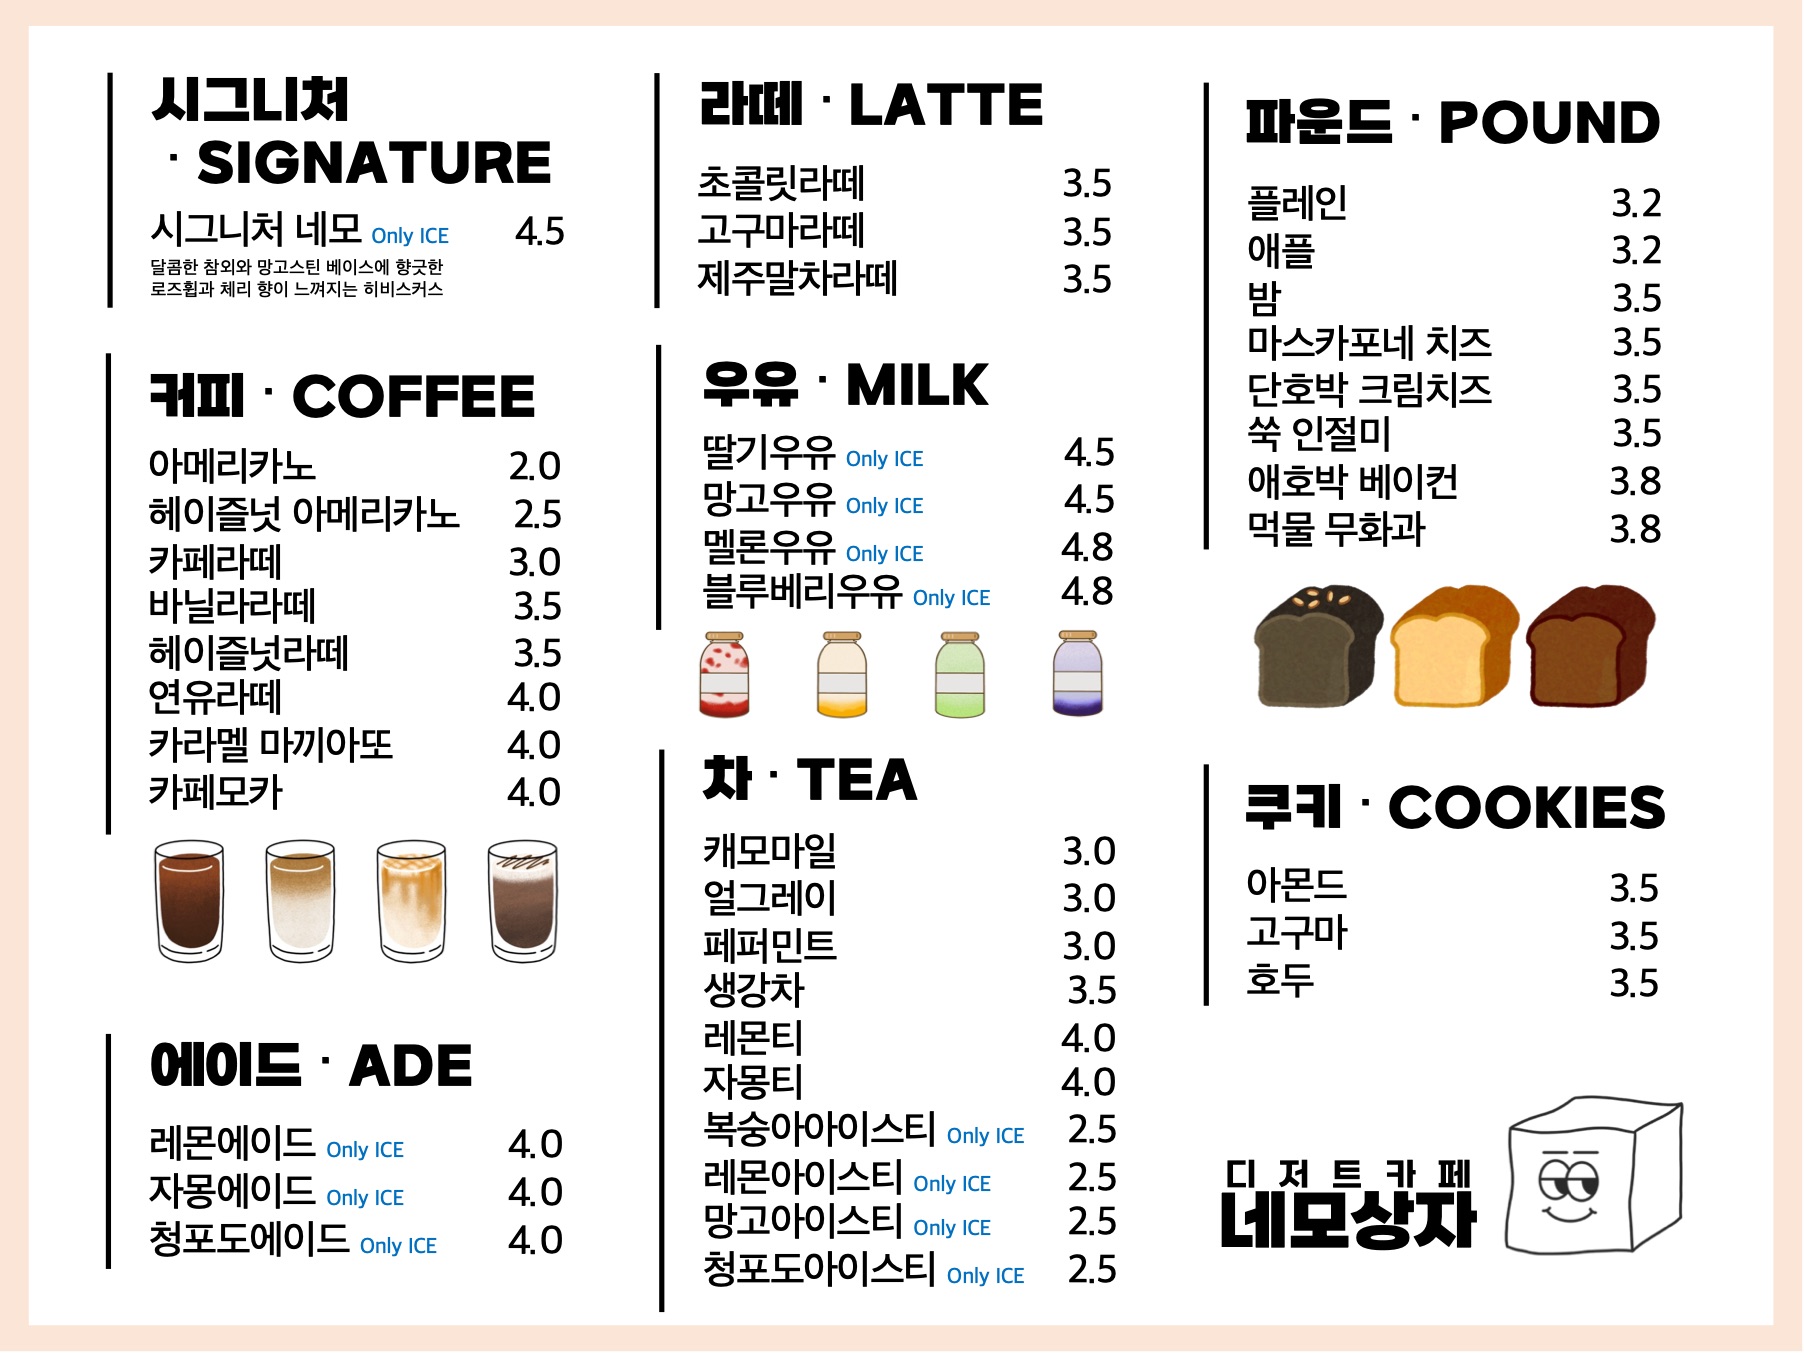 시그니처
· SIGNATURE
시그니처 네모 Only ICE 4.5
달콤한 참외와 망고스틴 베이스에 향긋한
로즈힙과 체리 향이 느껴지는 히비스커스
커피 · COFFEE
아메리카노 2.0
헤이즐넛 아메리카노 2.5
카페라떼 3.0
바닐라라떼 3.5
헤이즐넛라떼 3.5
연유라떼 4.0
카라멜 마끼아또 4.0
카페모카 4.0
에이드 · ADE
레몬에이드 Only ICE 4.0
자몽에이드 Only ICE 4.0
청포도에이드 Only ICE 4.0
라떼 · LATTE
초콜릿라떼 3.5
고구마라떼 3.5
제주말차라떼 3.5
우유 · MILK
딸기우유 Only ICE 4.5
망고우유 Only ICE 4.5
멜론우유 Only ICE 4.8
블루베리우유 Only ICE 4.8
차 · TEA
캐모마일 3.0
얼그레이 3.0
페퍼민트 3.0
생강차 3.5
레몬티 4.0
자몽티 4.0
복숭아아이스티 Only ICE 2.5
레몬아이스티 Only ICE 2.5
망고아이스티 Only ICE 2.5
청포도아이스티 Only ICE 2.5
파운드 · POUND
플레인 3.2
애플 3.2
밤 3.5
마스카포네 치즈 3.5
단호박 크림치즈 3.5
쑥 인절미 3.5
애호박 베이컨 3.8
먹물 무화과 3.8
쿠키 · COOKIES
아몬드 3.5
고구마 3.5
호두 3.5
디저트카페
네모상자